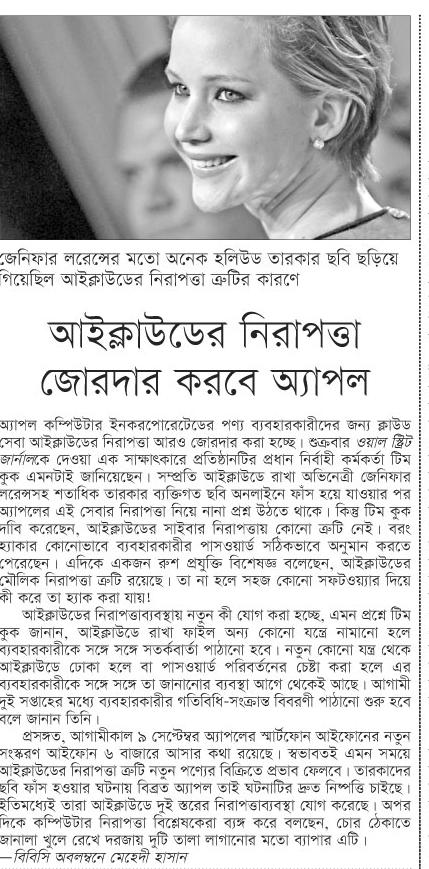 জেনিফার লরেন্সের মতো অনেক হলিউড তারকার ছবি ছড়িয়ে
গিয়েছিল আইক্লাউডের নিরাপত্তা ত্রুটির কারণে
আইক্লাউডের নিরাপত্তা
জোরদার করবে অ্যাপল
অ্যাপল কম্পিউটার ইনকরপোরেটেডের পণ্য ব্যবহারকারীদের জন্য ক্লাউড
সেবা আইক্লাউডের নিরাপত্তা আরও জোরদার করা হচ্ছে। শুক্রবার ওয়াল স্ট্রিট
জার্নালকে দেওয়া এক সাক্ষাৎকারে প্রতিষ্ঠানটির প্রধান নির্বাহী কর্মকর্তা টিম
কুক এমনটাই জানিয়েছেন। সম্প্রতি আইক্লাউডে রাখা অভিনেত্রী জেনিফার
লরেন্সসহ শতাধিক তারকার ব্যক্তিগত ছবি অনলাইনে ফাঁস হয়ে যাওয়ার পর
অ্যাপলের এই সেবার নিরাপত্তা নিয়ে নানা প্রশ্ন উঠতে থাকে। কিন্তু টিম কুক
দাবি করেছেন, আইক্লাউডের সাইবার নিরাপত্তায় কোনো ত্রুটি নেই। বরং
হ্যাকার কোনোভাবে ব্যবহারকারীর পাসওয়ার্ড সঠিকভাবে অনুমান করতে
পেরেছেন। এদিকে একজন রুশ প্রযুক্তি বিশেষজ্ঞ বলেছেন, আইক্লাউডের
মৌলিক নিরাপত্তা ত্রুটি রয়েছে। তা না হলে সহজ কোনো সফটওয়্যার দিয়ে
কী করে তা হ্যাক করা যায়!
আইক্লাউডের নিরাপত্তাব্যবস্থায় নতুন কী যোগ করা হচ্ছে, এমন প্রশ্নে টিম
কুক জানান, আইক্লাউডে রাখা ফাইল অন্য কোনো যন্ত্রে নামানো হলে
ব্যবহারকারীকে সঙ্গে সঙ্গে সতর্কবার্তা পাঠানো হবে। নতুন কোনো যন্ত্র থেকে
আইক্লাউডে ঢোকা হলে বা পাসওয়ার্ড পরিবর্তনের চেষ্টা করা হলে এর
ব্যবহারকারীকে সঙ্গে সঙ্গে তা জানানোর ব্যবস্থা আগে থেকেই আছে। আগামী
দুই সপ্তাহের মধ্যে ব্যবহারকারীর গতিবিধি-সংক্রান্ত বিবরণী পাঠানো শুরু হবে
বলে জানান তিনি।
প্রসঙ্গত, আগামীকাল ৯ সেপ্টেম্বর অ্যাপলের স্মার্টফোন আইফোনের নতুন
সংস্করণ আইফোন ৬ বাজারে আসার কথা রয়েছে। স্বভাবতই এমন সময়ে
আইক্লাউডের নিরাপত্তা ত্রুটি নতুন পণ্যের বিক্রিতে প্রভাব ফেলবে। তারকাদের
ছবি ফাঁস হওয়ার ঘটনায় বিব্রত অ্যাপল তাই ঘটনাটির দ্রুত নিষ্পত্তি চাইছে।
ইতিমধ্যেই তারা আইক্লাউডে দুই স্তরের নিরাপত্তাব্যবস্থা যোগ করেছে। অপর
দিকে কম্পিউটার নিরাপত্তা বিশ্লেষকেরা ব্যঙ্গ করে বলছেন, চোর ঠেকাতে
জানালা খুলে রেখে দরজায় দুটি তালা লাগানোর মতো ব্যাপার এটি।
—বিবিসি অবলম্বনে মেহেদী হাসান